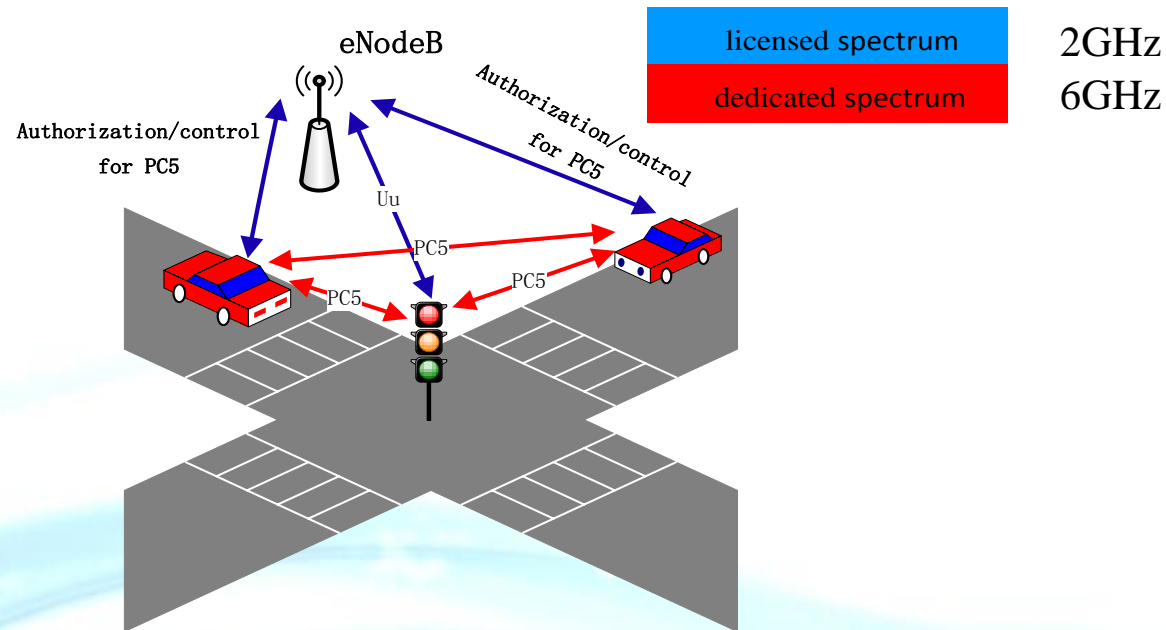 eNodeB
licensed spectrum
2GHz
dedicated spectrum
6GHz
Authorization/control
for PC5
Authorization/control
for PC5
Uu
PC5
PC5
PC5